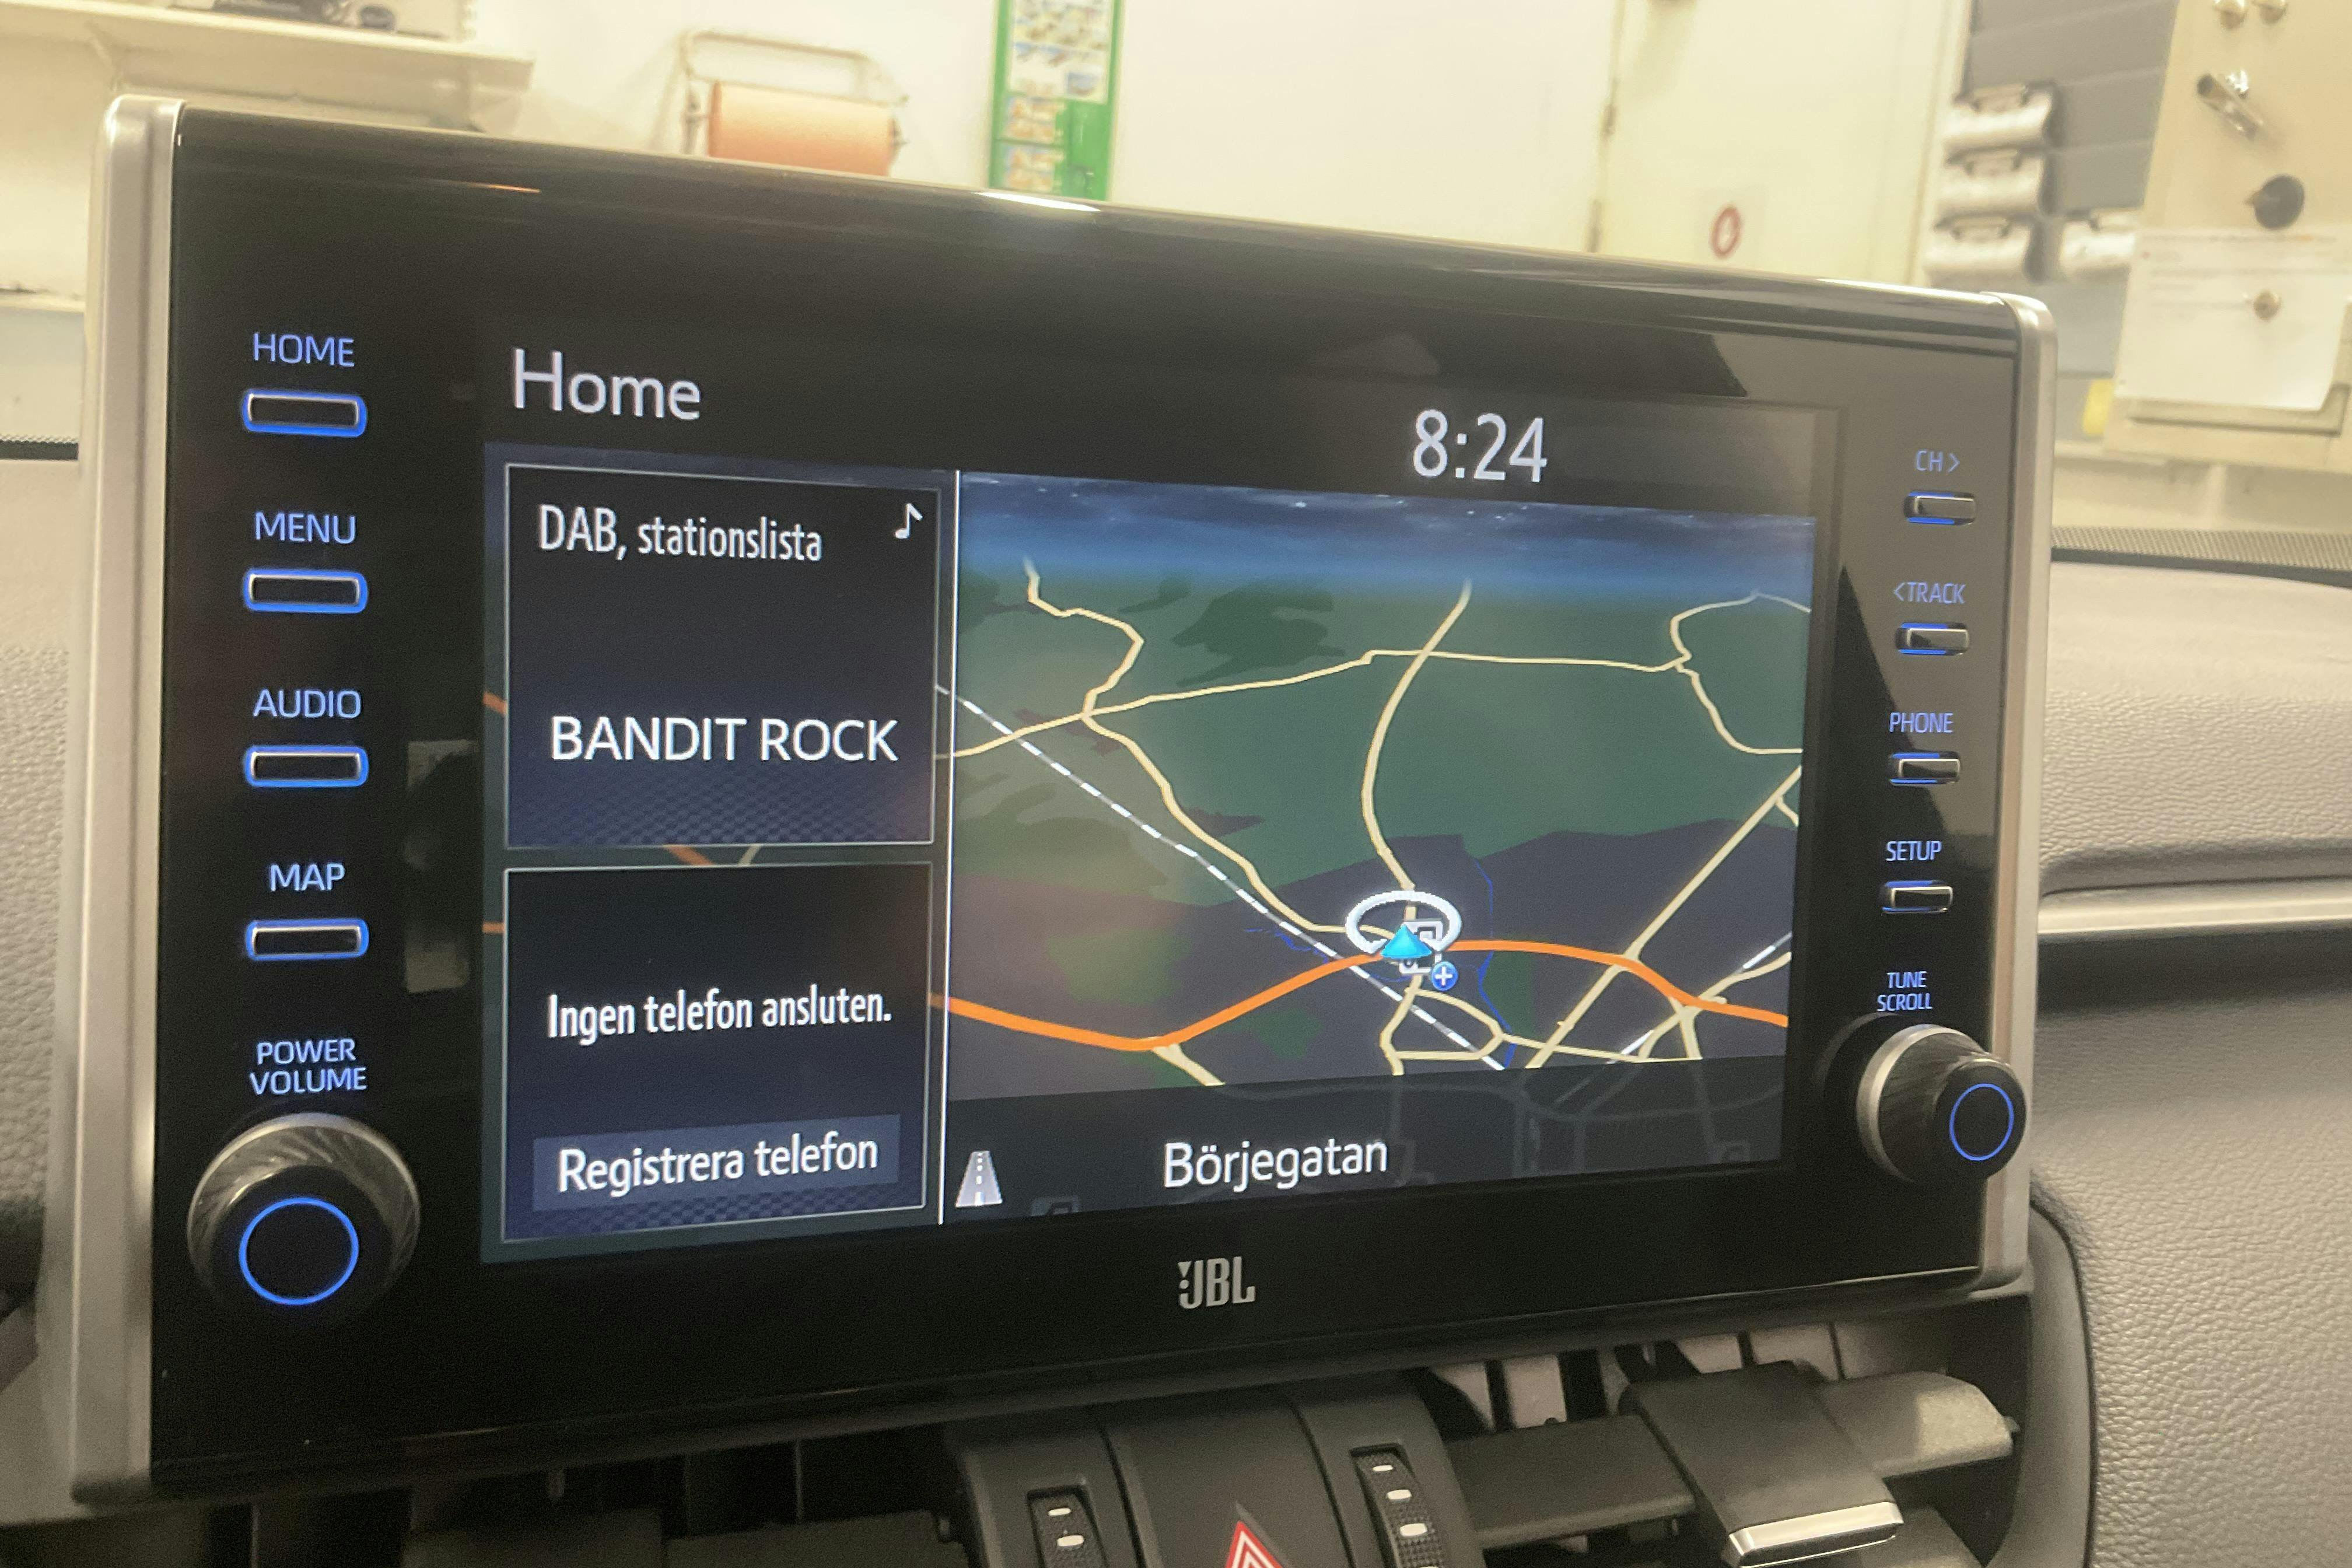 HOME
MENU
AUDIO
MAP
POWER
VOLUME
Home
8:24
DAB, stationslista
BANDIT ROCK
Ingen telefon ansluten.
Registrera telefon
Börjegatan
JBL
CH>
<TRACK
PHONE
SETUP
TUNE
SCROLL